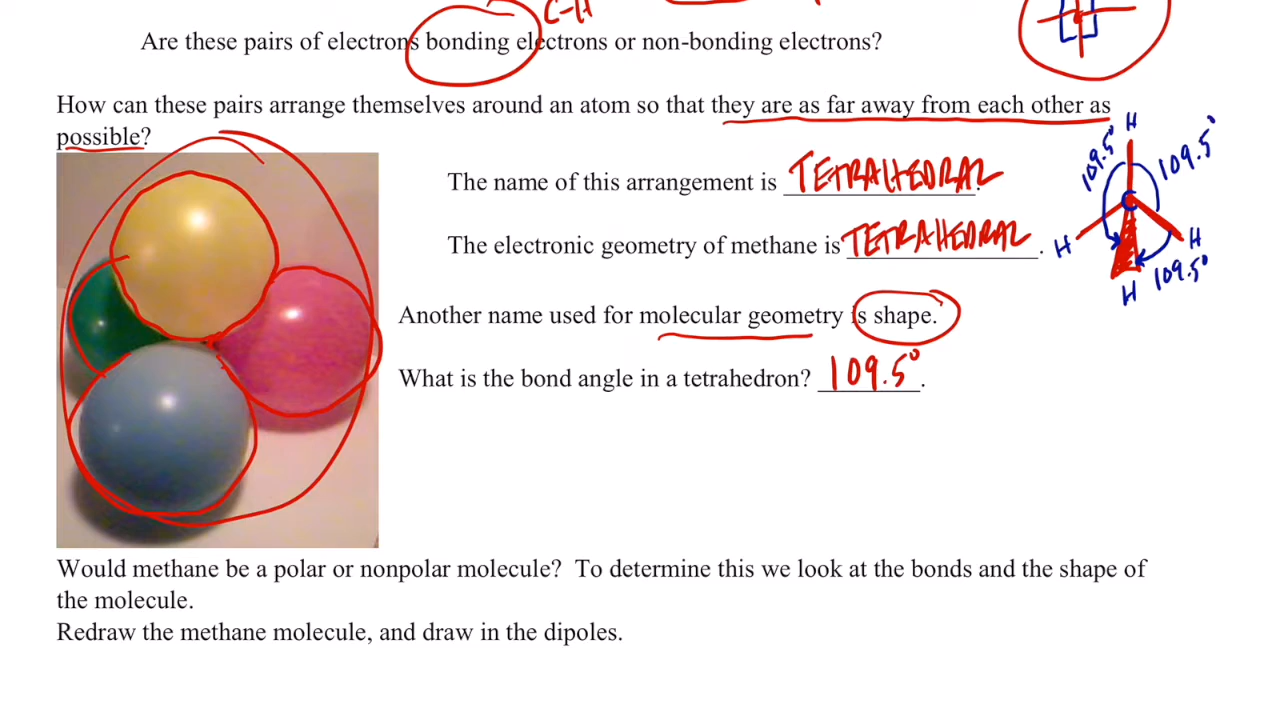 C-H
Are these pairs of electrons bonding electrons or non-bonding electrons?
How can these pairs arrange themselves around an atom so that they are as far away from each other as
possible?
The name of this arrangement is TETRAHEDRAL.
The electronic geometry of methane is TETRAHEDRAL.
Another name used for molecular geometry is shape.
What is the bond angle in a tetrahedron? 109.5°.
H
109.5° 109.5°
C
H H
109.5°
H
Would methane be a polar or nonpolar molecule? To determine this we look at the bonds and the shape of
the molecule.
Redraw the methane molecule, and draw in the dipoles.